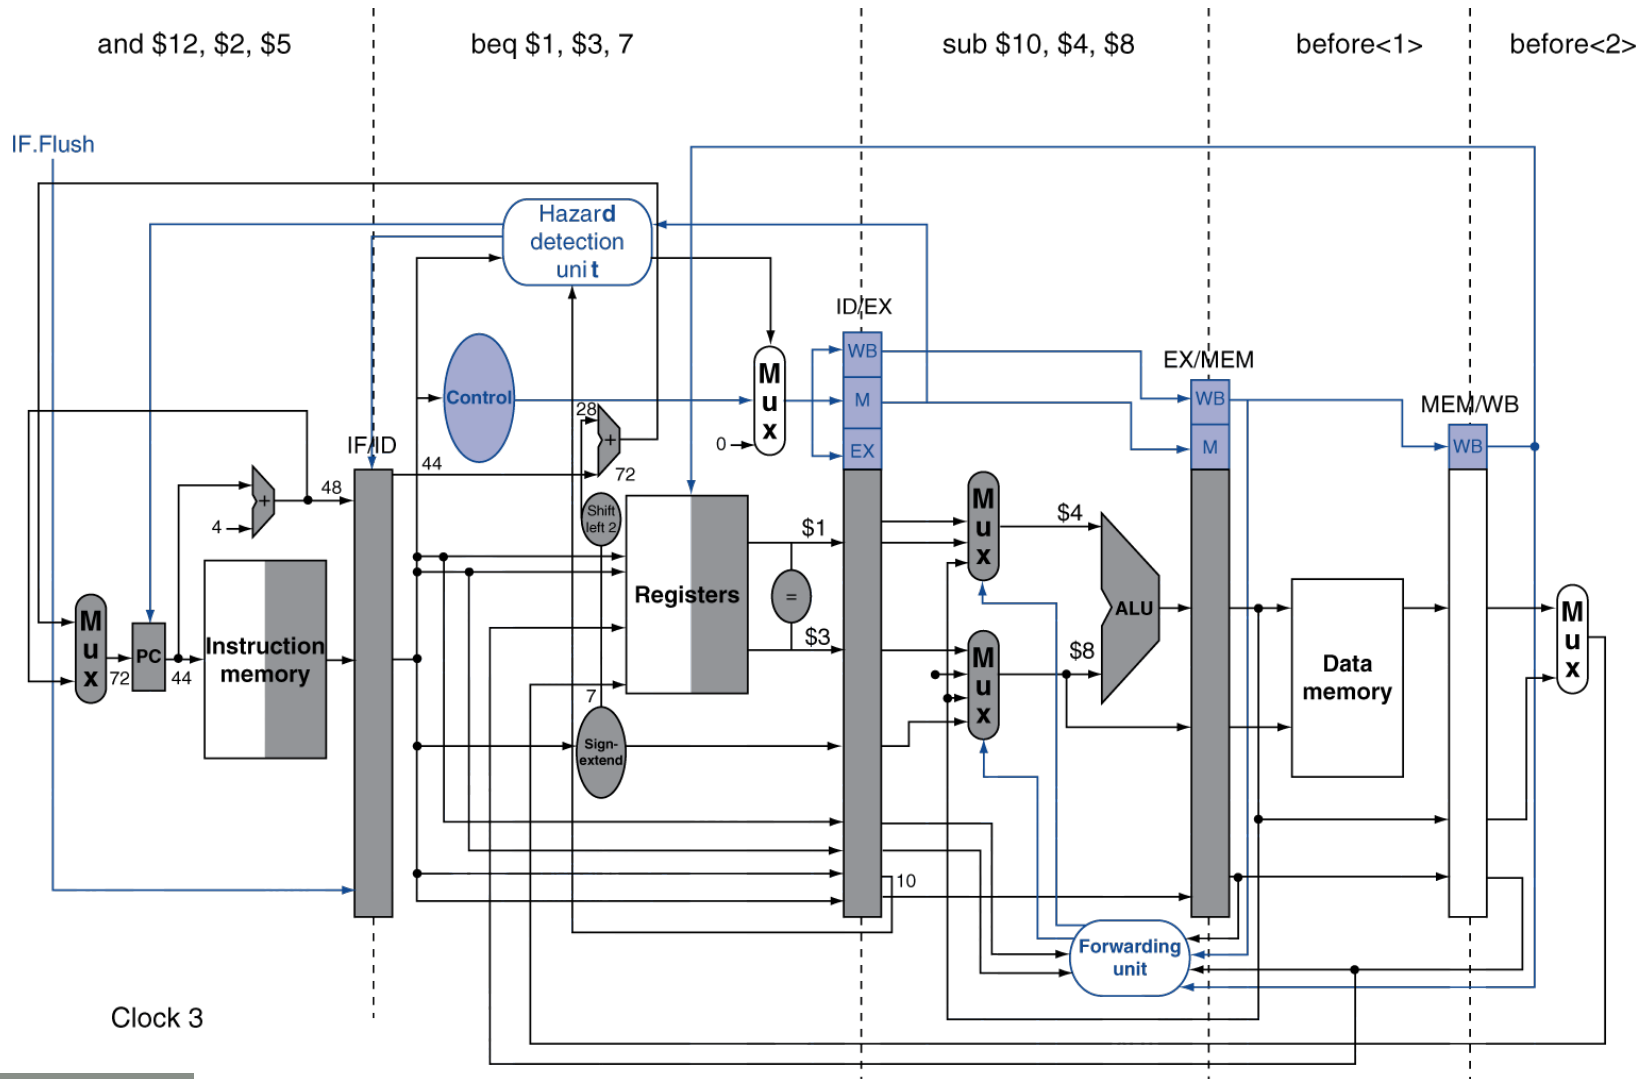 and $12, $2, $5
beq $1, $3, 7
sub $10, $4, $8
before<1>
before<2>
IF.Flush
Hazard
detection
unit
ID/EX
WB
M
EX
Control
Mux
0
28
72
EX/MEM
WB
M
MEM/WB
WB
IF/ID
44
48
4
+
+
Shift
left 2
Mux
PC
72
44
Instruction
memory
Registers
$1
=
$3
7
Sign-
extend
Mux
$4
Mux
$8
ALU
Data
memory
Mux
10
Forwarding
unit
Clock 3